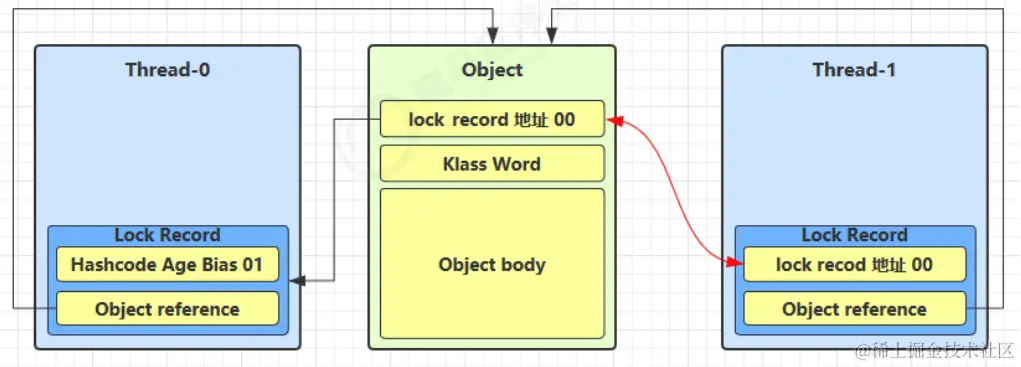 Thread-0
Object
Thread-1
lock record 地址 00
Klass Word
Object body
Lock Record
Hashcode Age Bias 01
Object reference
Lock Record
lock recod 地址 00
Object reference
@稀土掘金技术社区